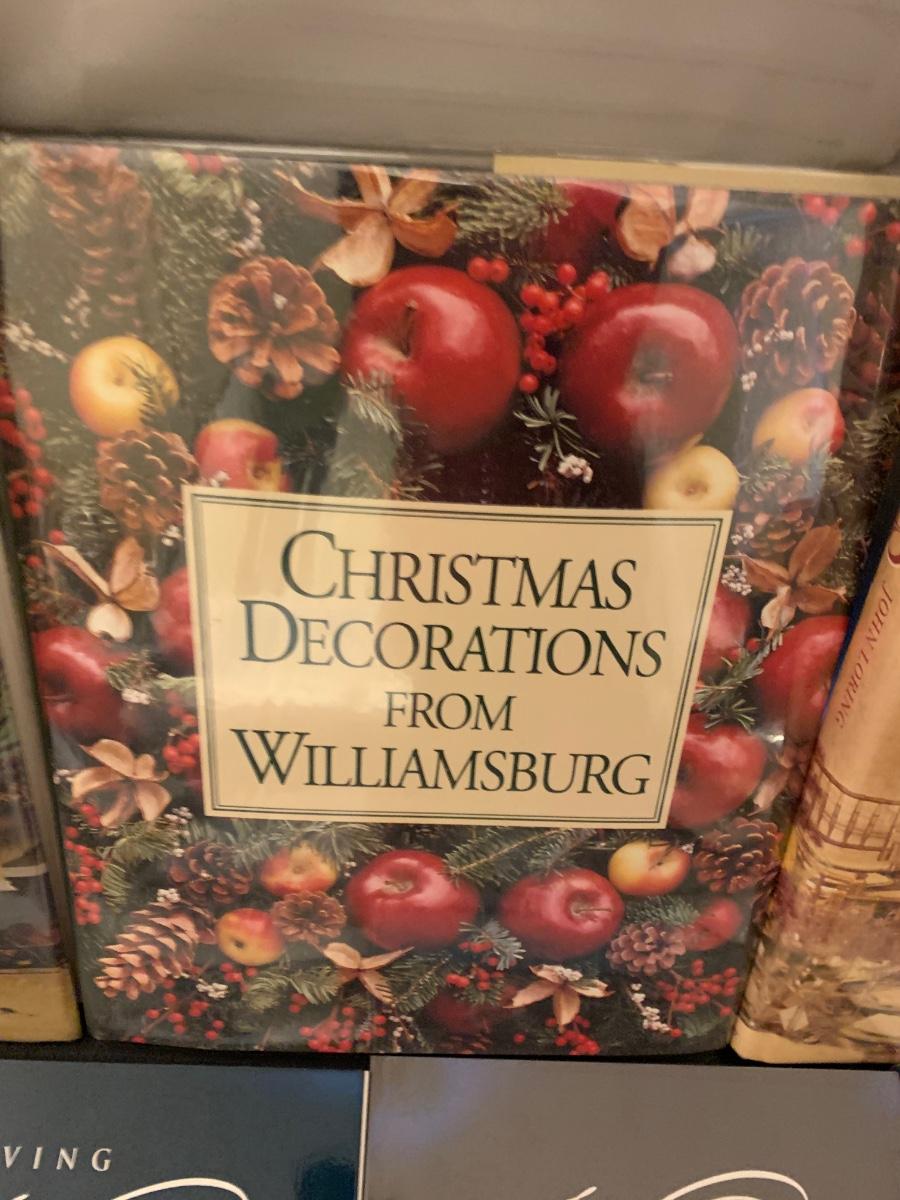 CHRISTMAS
DECORATIONS
FROM
WILLIAMSBURG
JOHN LORING
VING